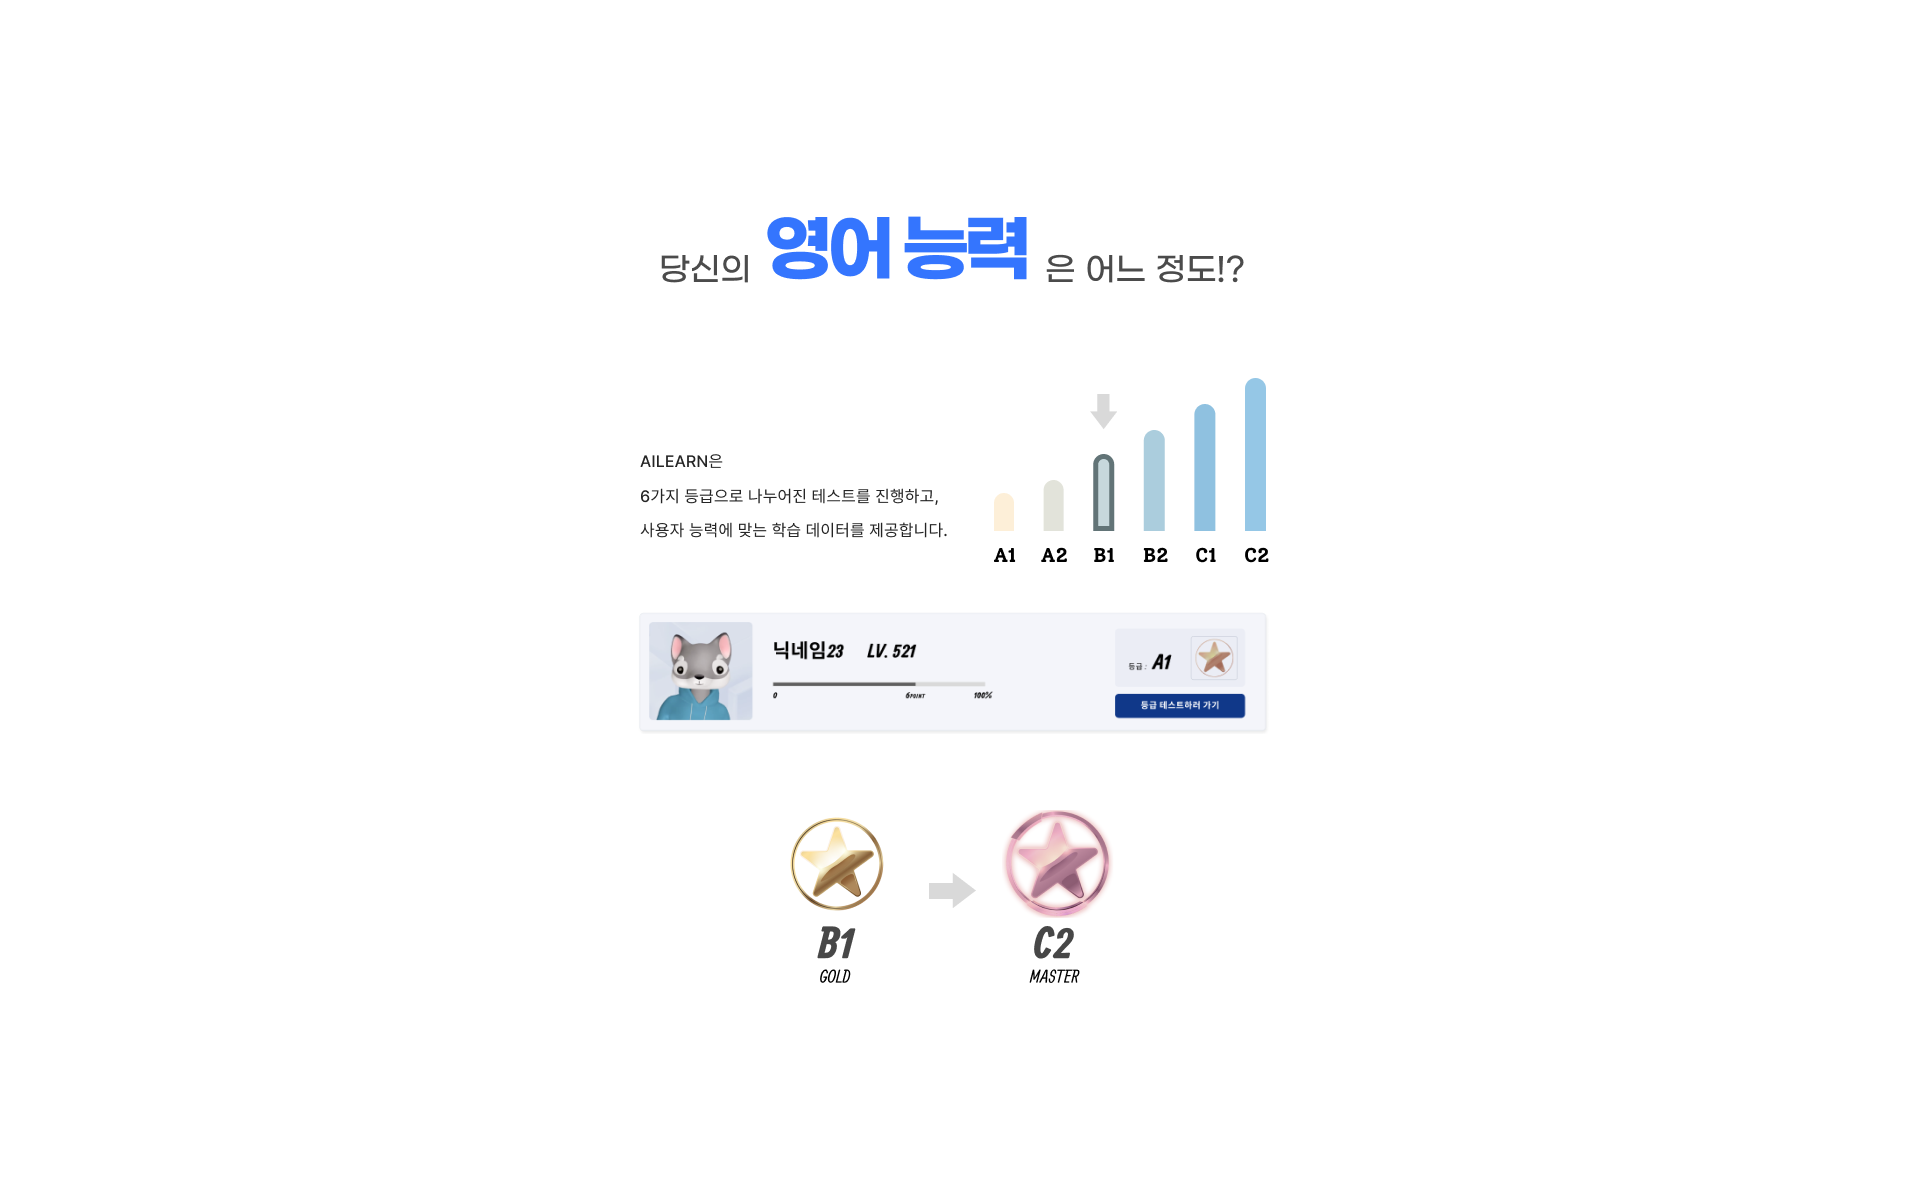 당신의 영어 능력은 어느 정도!?
AILEARN은
6가지 등급으로 나누어진 테스트를 진행하고,
사용자 능력에 맞는 학습 데이터를 제공합니다.
A1 A2 B1 B2 C1 C2
닉네임23 LV. 521
0 6POINT 100%
등급 : A1
등급 테스트하러 가기
B1 C2
GOLD MASTER